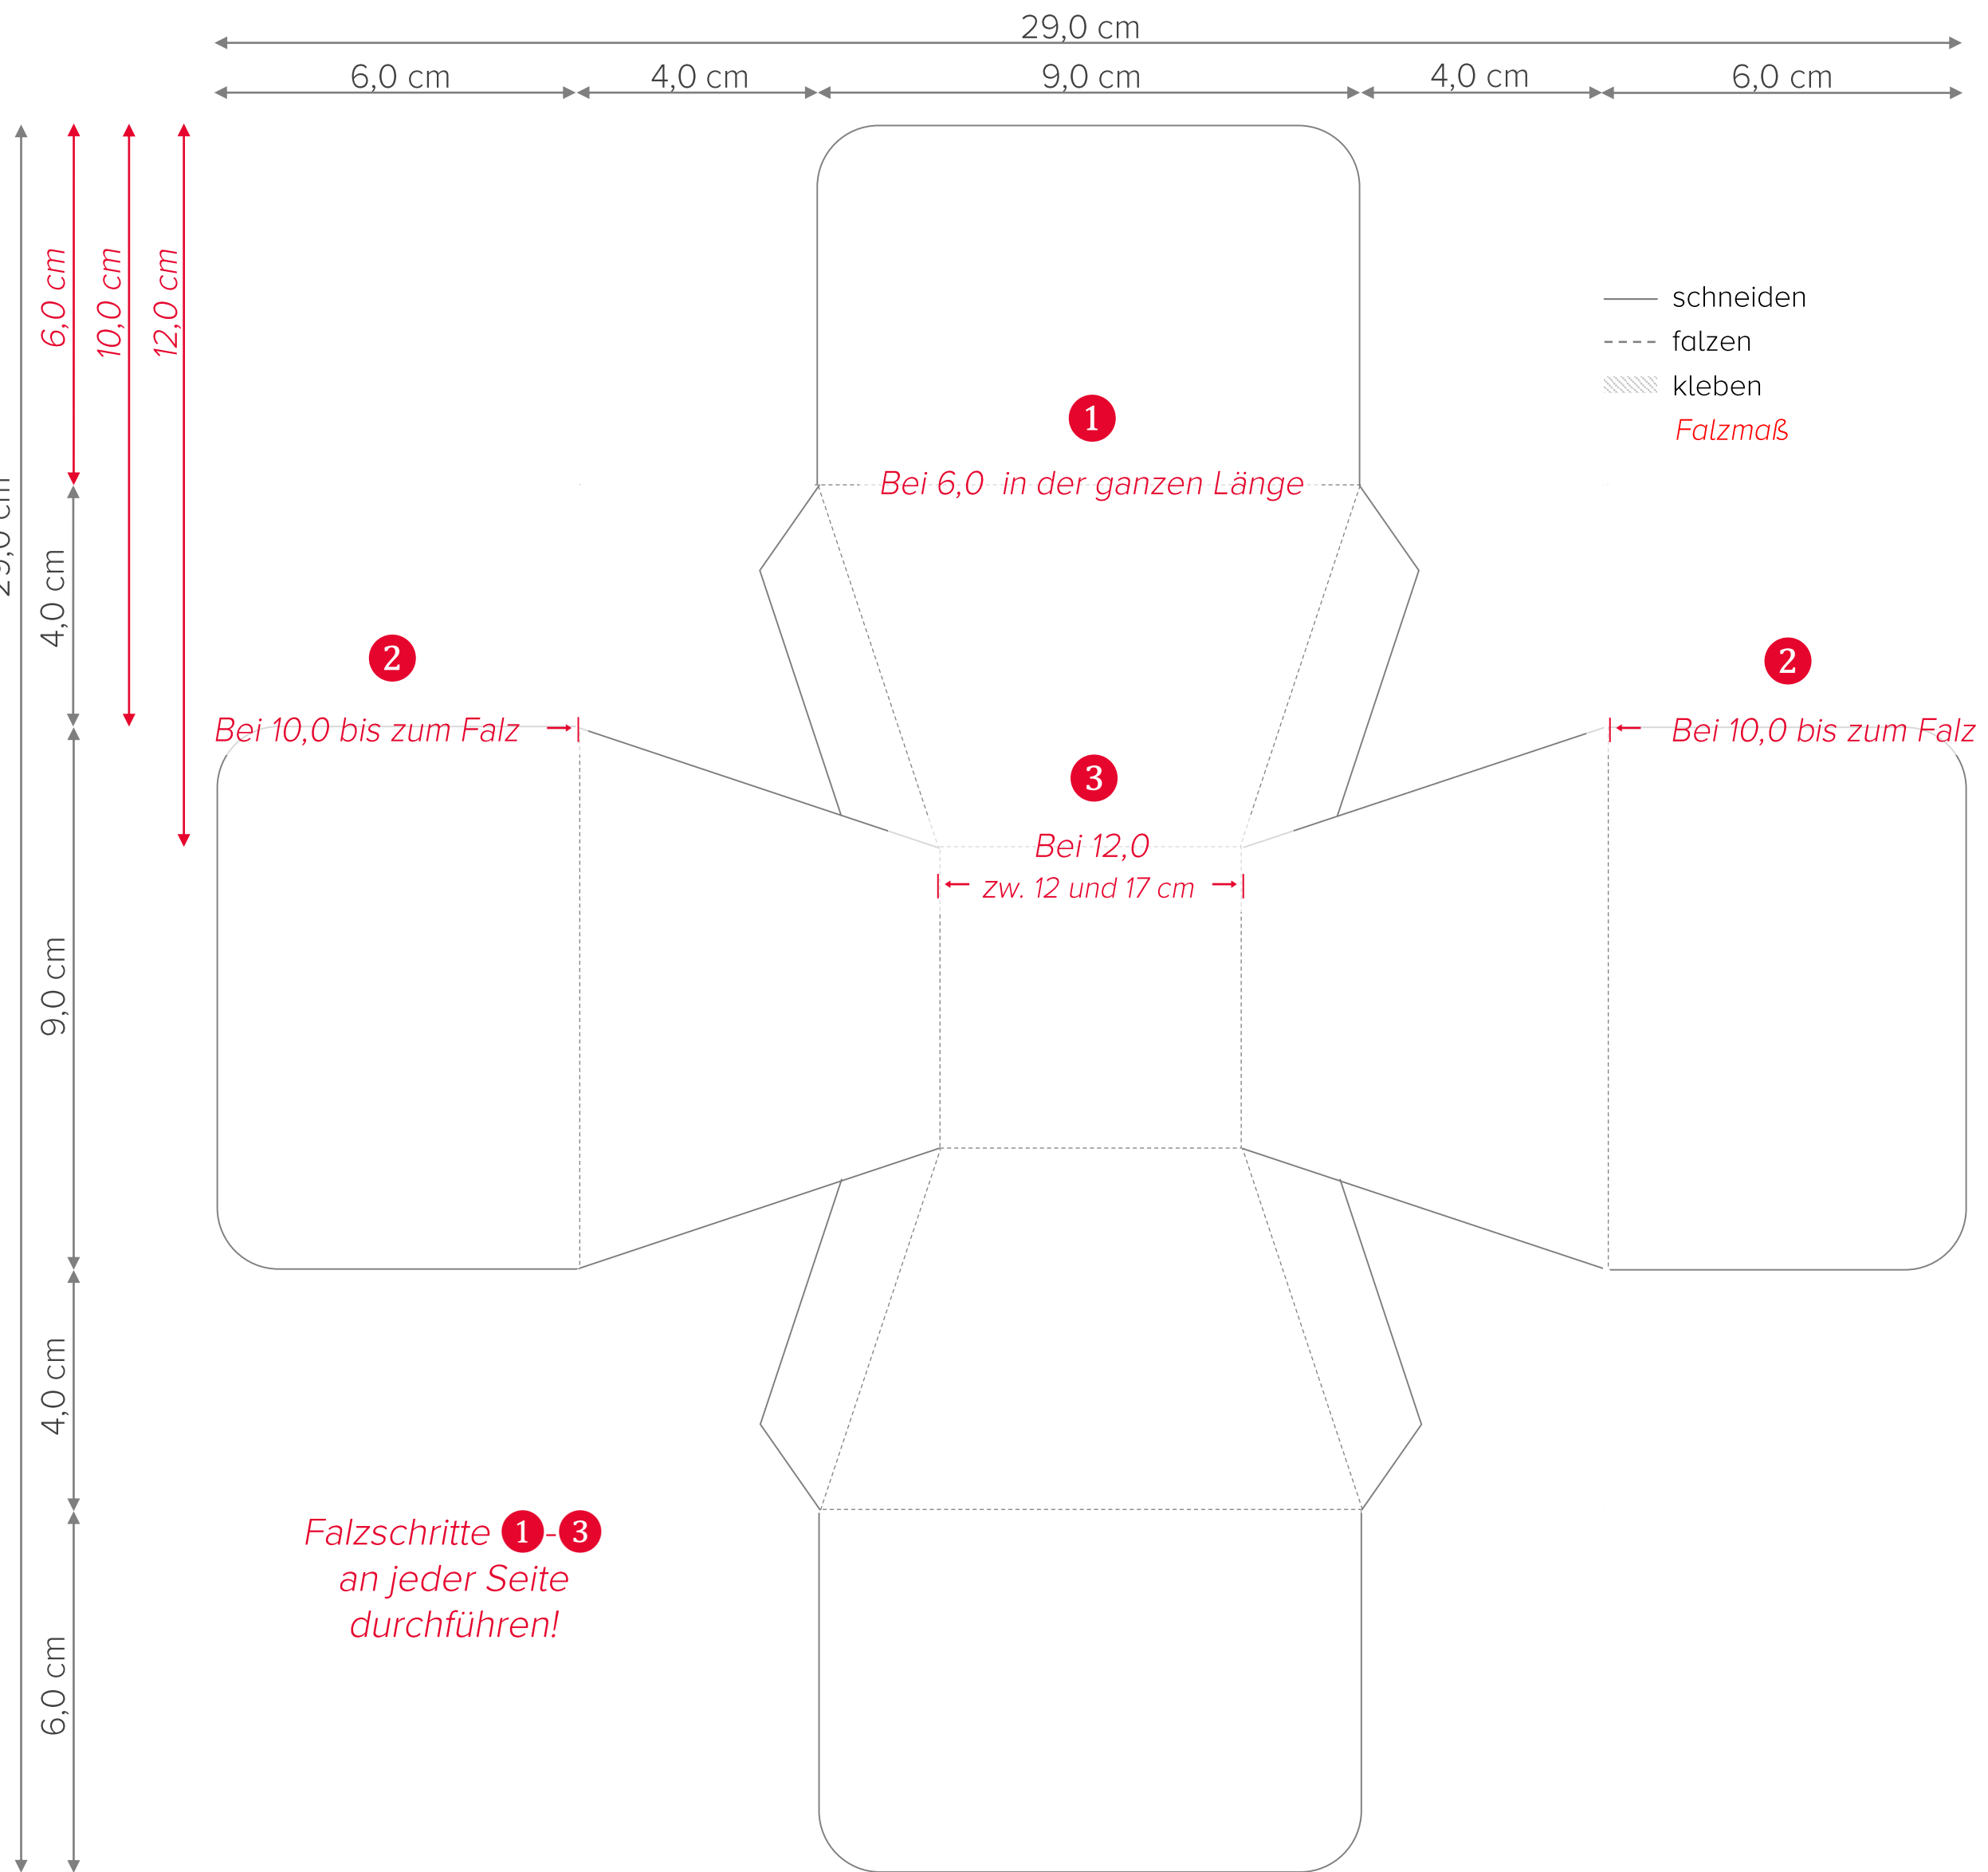 29,0 cm
6,0 cm
4,0 cm
9,0 cm
4,0 cm
6,0 cm
6,0 cm
10,0 cm
12,0 cm
schneiden
falzen
kleben
Falzmaß
1
Bei 6,0 in der ganzen Länge
29,0 cm
4,0 cm
2
2
Bei 10,0 bis zum Falz
Bei 10,0 bis zum Falz
3
Bei 12,0
zw. 12 und 17 cm
9,0 cm
4,0 cm
Falzschritte 1-3
an jeder Seite
durchführen!
6,0 cm